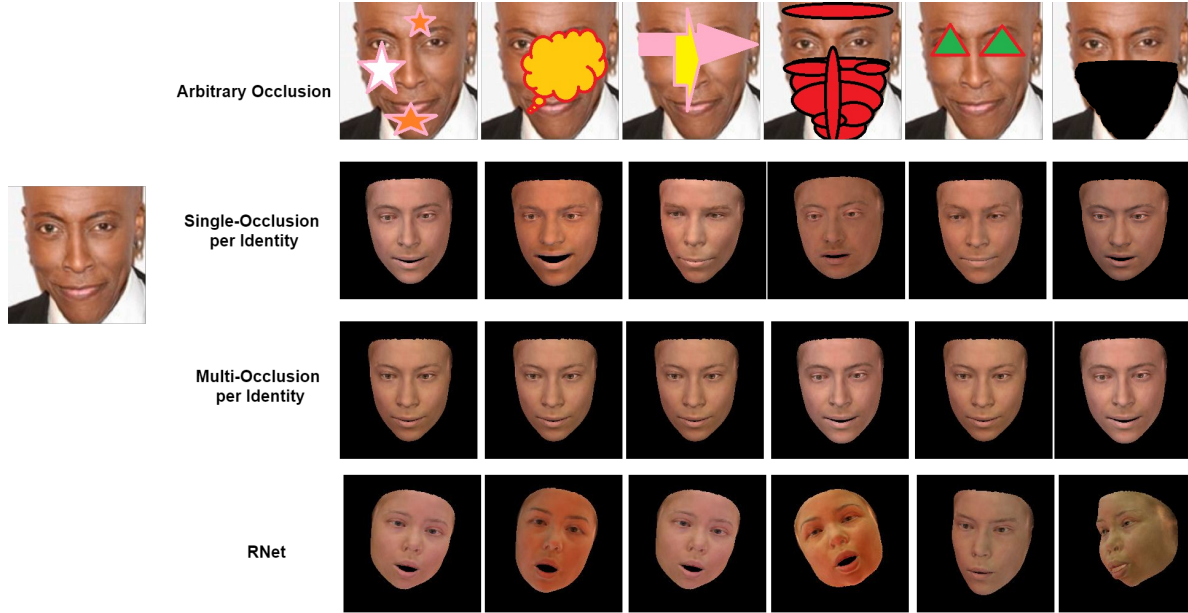 Arbitrary Occlusion
Single-Occlusion
per Identity
Multi-Occlusion
per Identity
RNet